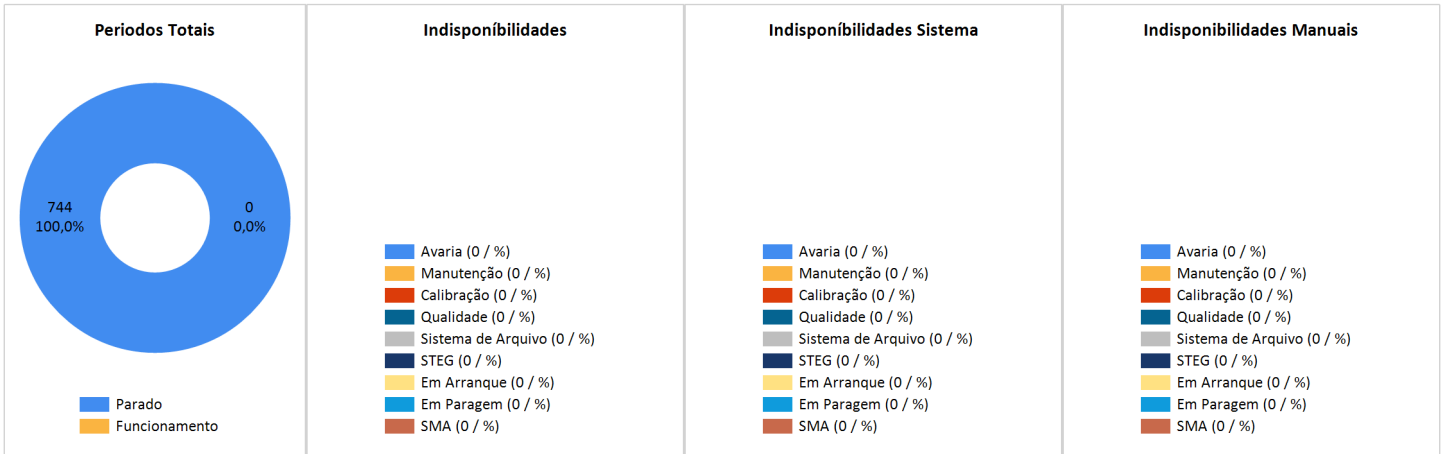 Periodos Totais
744
100,0%
0
0,0%
Parado
Funcionamento
Indisponíbilidades
Avaria (0 / %)
Manutenção (0 / %)
Calibração (0 / %)
Qualidade (0 / %)
Sistema de Arquivo (0 / %)
STEG (0 / %)
Em Arranque (0 / %)
Em Paragem (0 / %)
SMA (0 / %)
Indisponíbilidades Sistema
Avaria (0 / %)
Manutenção (0 / %)
Calibração (0 / %)
Qualidade (0 / %)
Sistema de Arquivo (0 / %)
STEG (0 / %)
Em Arranque (0 / %)
Em Paragem (0 / %)
SMA (0 / %)
Indisponíbilidades Manuais
Avaria (0 / %)
Manutenção (0 / %)
Calibração (0 / %)
Qualidade (0 / %)
Sistema de Arquivo (0 / %)
STEG (0 / %)
Em Arranque (0 / %)
Em Paragem (0 / %)
SMA (0 / %)